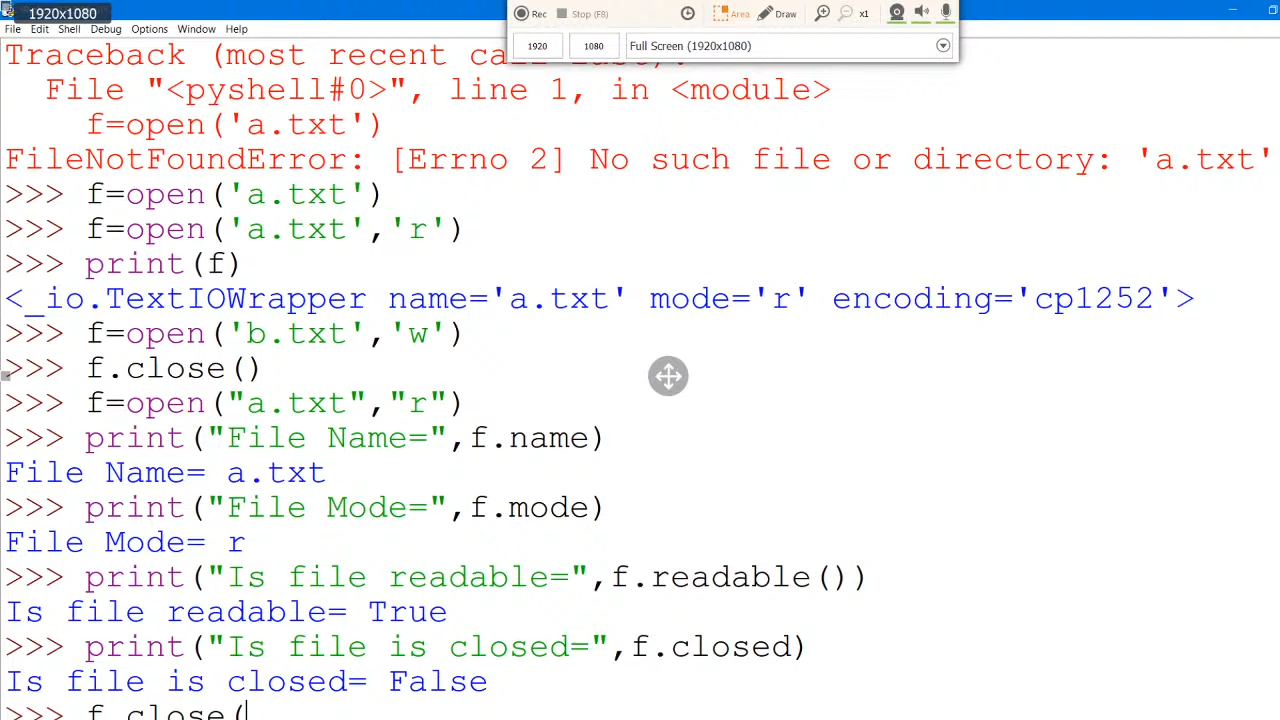 1920x1080
Rec Stop (F8) Area Draw x1
File Edit Shell Debug Options Window Help
1920 1080 Full Screen (1920x1080)
Traceback (most recent call last):
File "<pyshell#0>", line 1, in <module>
f=open('a.txt')
FileNotFoundError: [Errno 2] No such file or directory: 'a.txt'
>>> f=open('a.txt')
>>> f=open('a.txt','r')
>>> print(f)
<_io.TextIOWrapper name='a.txt' mode='r' encoding='cp1252'>
>>> f=open('b.txt','w')
>>> f.close()
>>> f=open("a.txt","r")
>>> print("File Name=",f.name)
File Name= a.txt
>>> print("File Mode=",f.mode)
File Mode= r
>>> print("Is file readable=",f.readable())
Is file readable= True
>>> print("Is file is closed=",f.closed)
Is file is closed= False
>>> f.close(